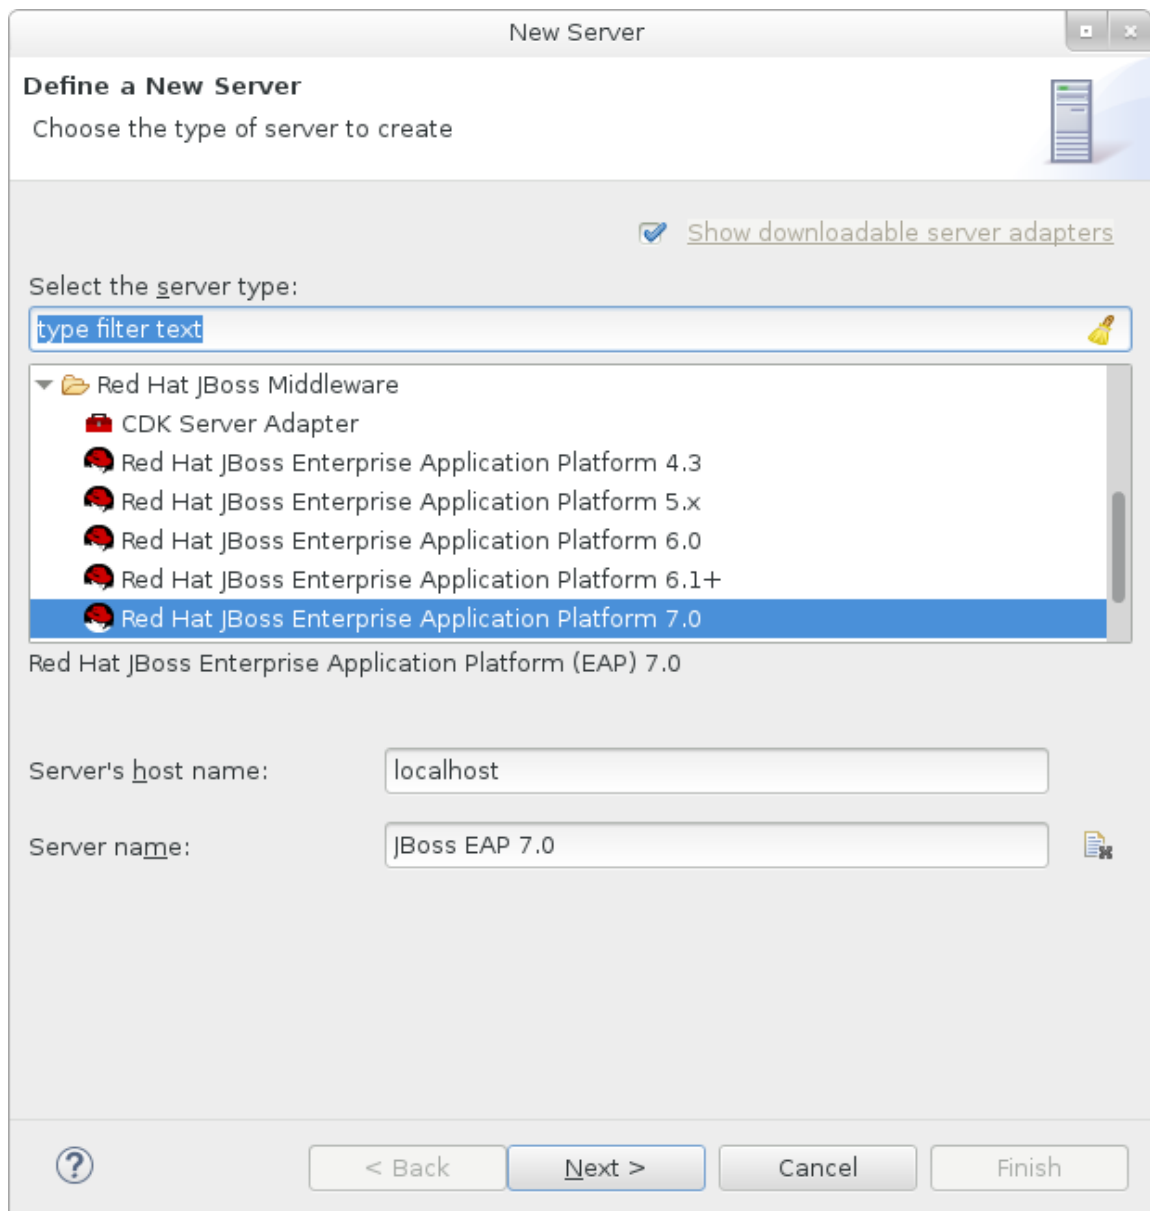 New Server
Define a New Server
Choose the type of server to create
Show downloadable server adapters
Select the server type:
type filter text
Red Hat JBoss Middleware
CDK Server Adapter
Red Hat JBoss Enterprise Application Platform 4.3
Red Hat JBoss Enterprise Application Platform 5.x
Red Hat JBoss Enterprise Application Platform 6.0
Red Hat JBoss Enterprise Application Platform 6.1+
Red Hat JBoss Enterprise Application Platform 7.0
Red Hat JBoss Enterprise Application Platform (EAP) 7.0
Server's host name: localhost
Server name: JBoss EAP 7.0
? < Back Next > Cancel Finish